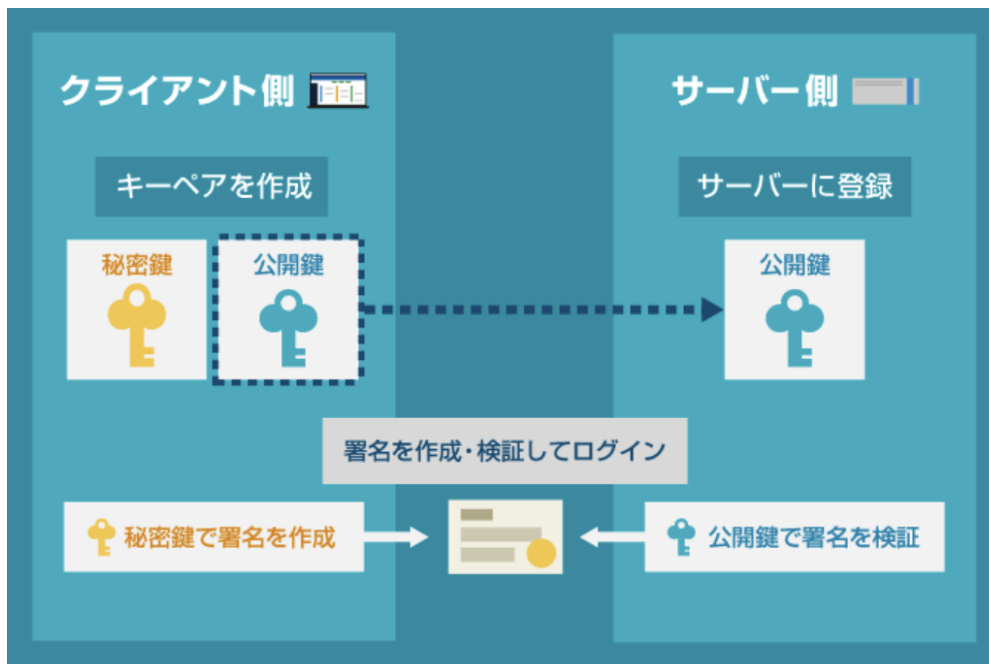 クライアント側
サーバー側
キーペアを作成
サーバーに登録
秘密鍵
公開鍵
公開鍵
署名を作成・検証してログイン
秘密鍵で署名を作成
公開鍵で署名を検証